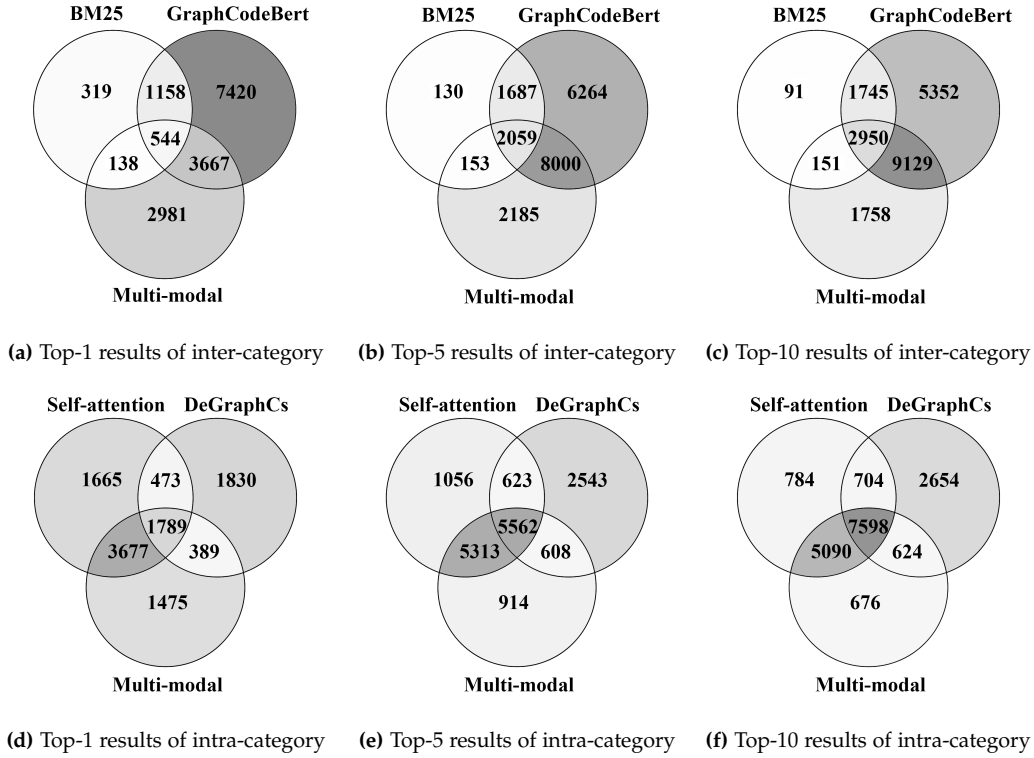 BM25 GraphCodeBert BM25 GraphCodeBert BM25 GraphCodeBert
319 1158 7420 130 1687 6264 91 1745 5352
544 2059 2950
138 3667 153 8000 151 9129
2981 2185 1758
Multi-modal Multi-modal Multi-modal
(a) Top-1 results of inter-category (b) Top-5 results of inter-category (c) Top-10 results of inter-category
Self-attention DeGraphCs Self-attention DeGraphCs Self-attention DeGraphCs
1665 473 1830 1056 623 2543 784 704 2654
1789 5562 7598
3677 389 5313 608 5090 624
1475 914 676
Multi-modal Multi-modal Multi-modal
(d) Top-1 results of intra-category (e) Top-5 results of intra-category (f) Top-10 results of intra-category